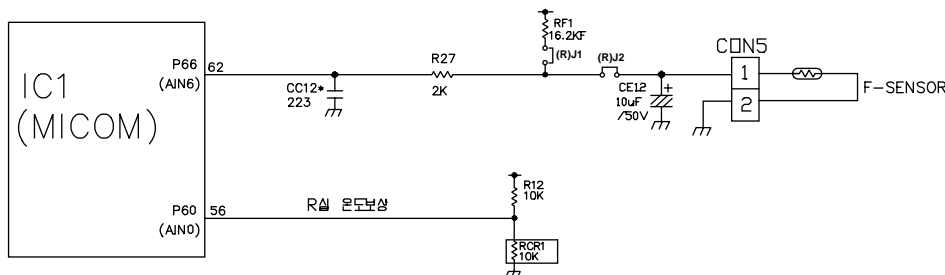 RF1
16.2KF
(R)J1
(R)J2
R27
2K
P66
(AIN6)
62
IC1
(MICOM)
CC12*
223
CE12
10uF
/50V
+
CON5
1
2
F-SENSOR
P60
(AIN0)
56
R실 온도보상
R12
10K
RCR1
10K